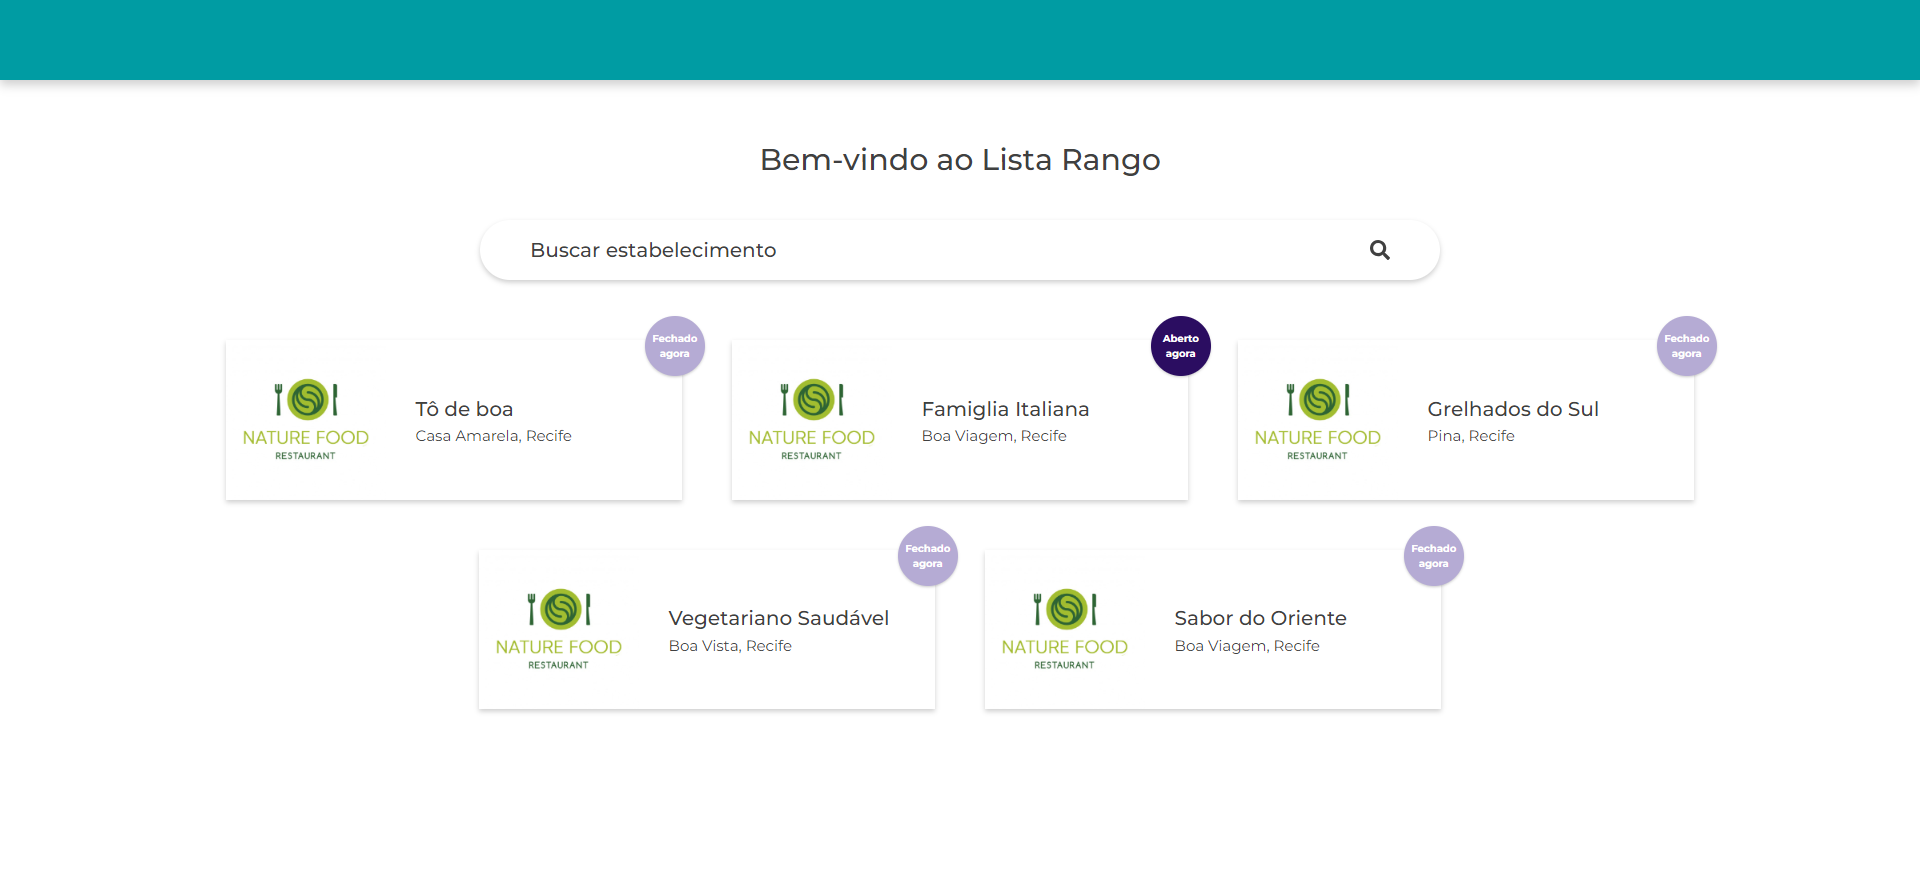 Bem-vindo ao Lista Rango
Buscar estabelecimento
Fechado
agora
NATURE FOOD
RESTAURANT
Tô de boa
Casa Amarela, Recife
Aberto
agora
NATURE FOOD
RESTAURANT
Famiglia Italiana
Boa Viagem, Recife
Fechado
agora
NATURE FOOD
RESTAURANT
Grelhados do Sul
Pina, Recife
Fechado
agora
NATURE FOOD
RESTAURANT
Vegetariano Saudável
Boa Vista, Recife
Fechado
agora
NATURE FOOD
RESTAURANT
Sabor do Oriente
Boa Viagem, Recife